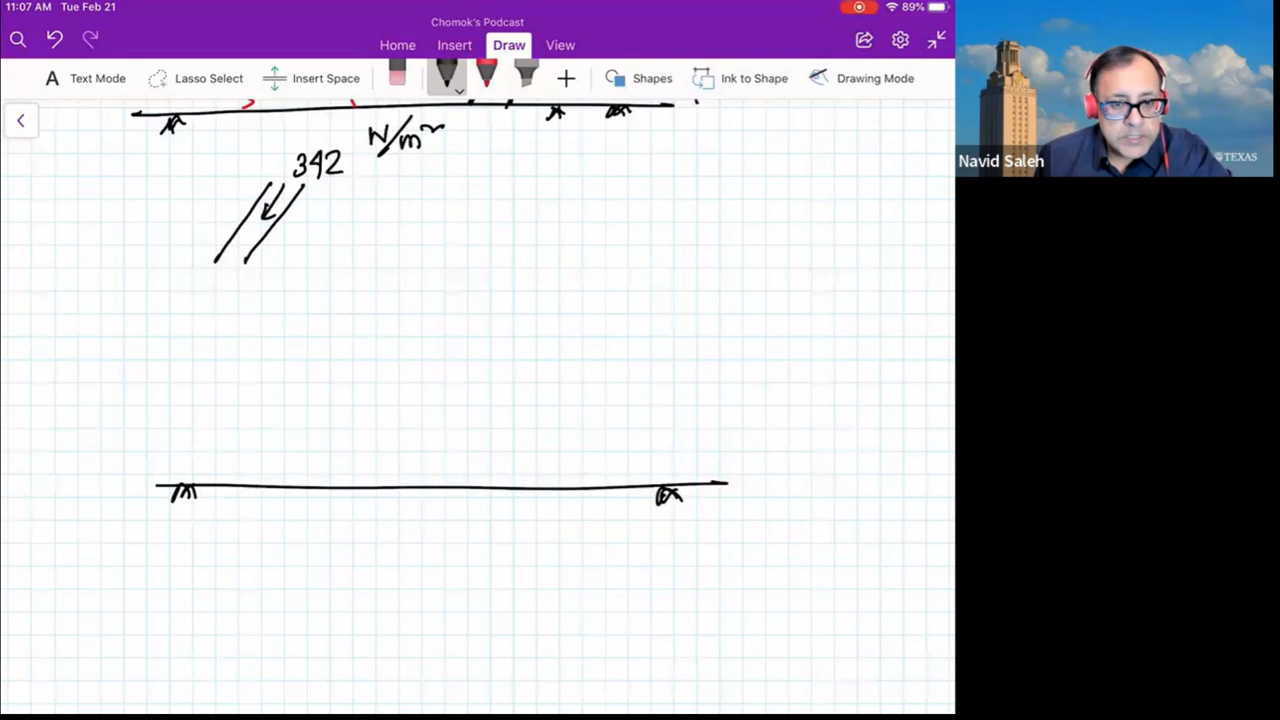 11:07 AM Tue Feb 21
89%
Chomok's Podcast
Home Insert Draw View
Text Mode Lasso Select Insert Space Shapes Ink to Shape Drawing Mode
W/m²
342
Navid Saleh
TEXAS